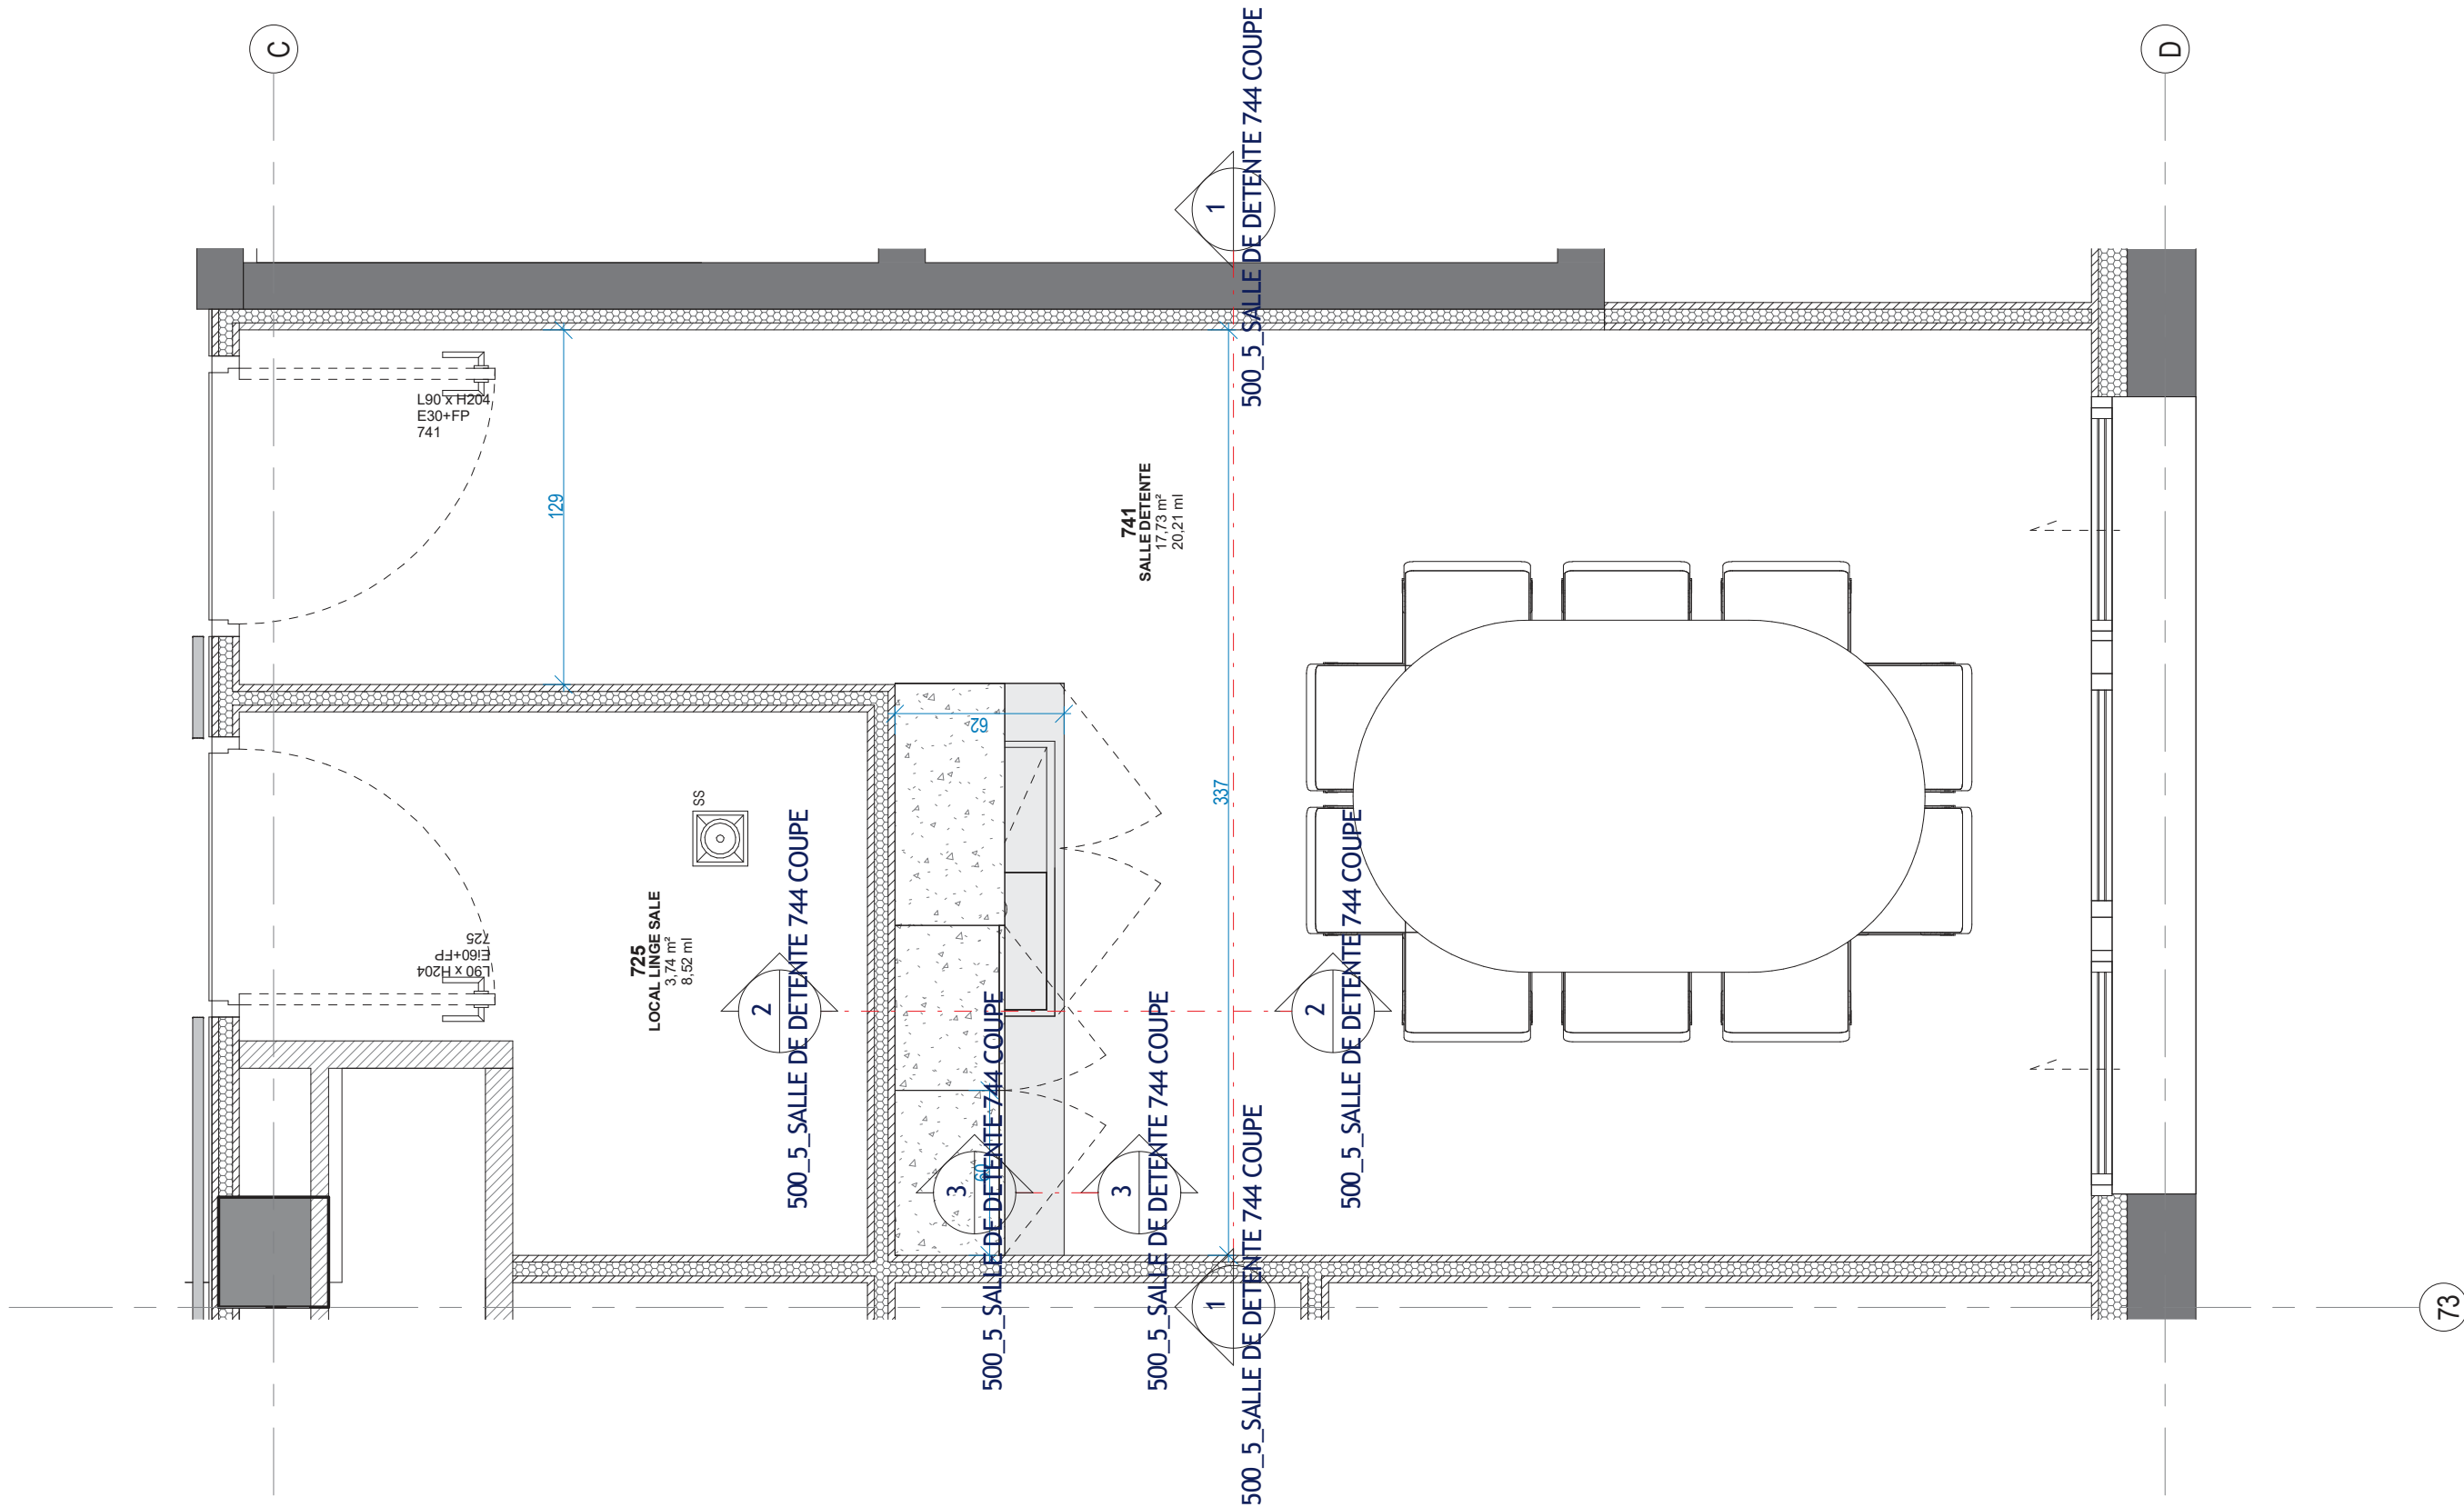 C
D
73
1
500_5_SALLE DE DETENTE 744 COUPE
L90 x H204
E30+FP
741
129
741
SALLE DETENTE
17,73 m²
20,21 ml
62
337
SS
725
LOCAL LINGE SALE
3,74 m²
8,52 ml
L90 x H204
Ei60+FP
725
2
500_5_SALLE DE DETENTE 744 COUPE
2
500_5_SALLE DE DETENTE 744 COUPE
60
3
500_5_SALLE DE DETENTE 744 COUPE
3
500_5_SALLE DE DETENTE 744 COUPE
1
500_5_SALLE DE DETENTE 744 COUPE